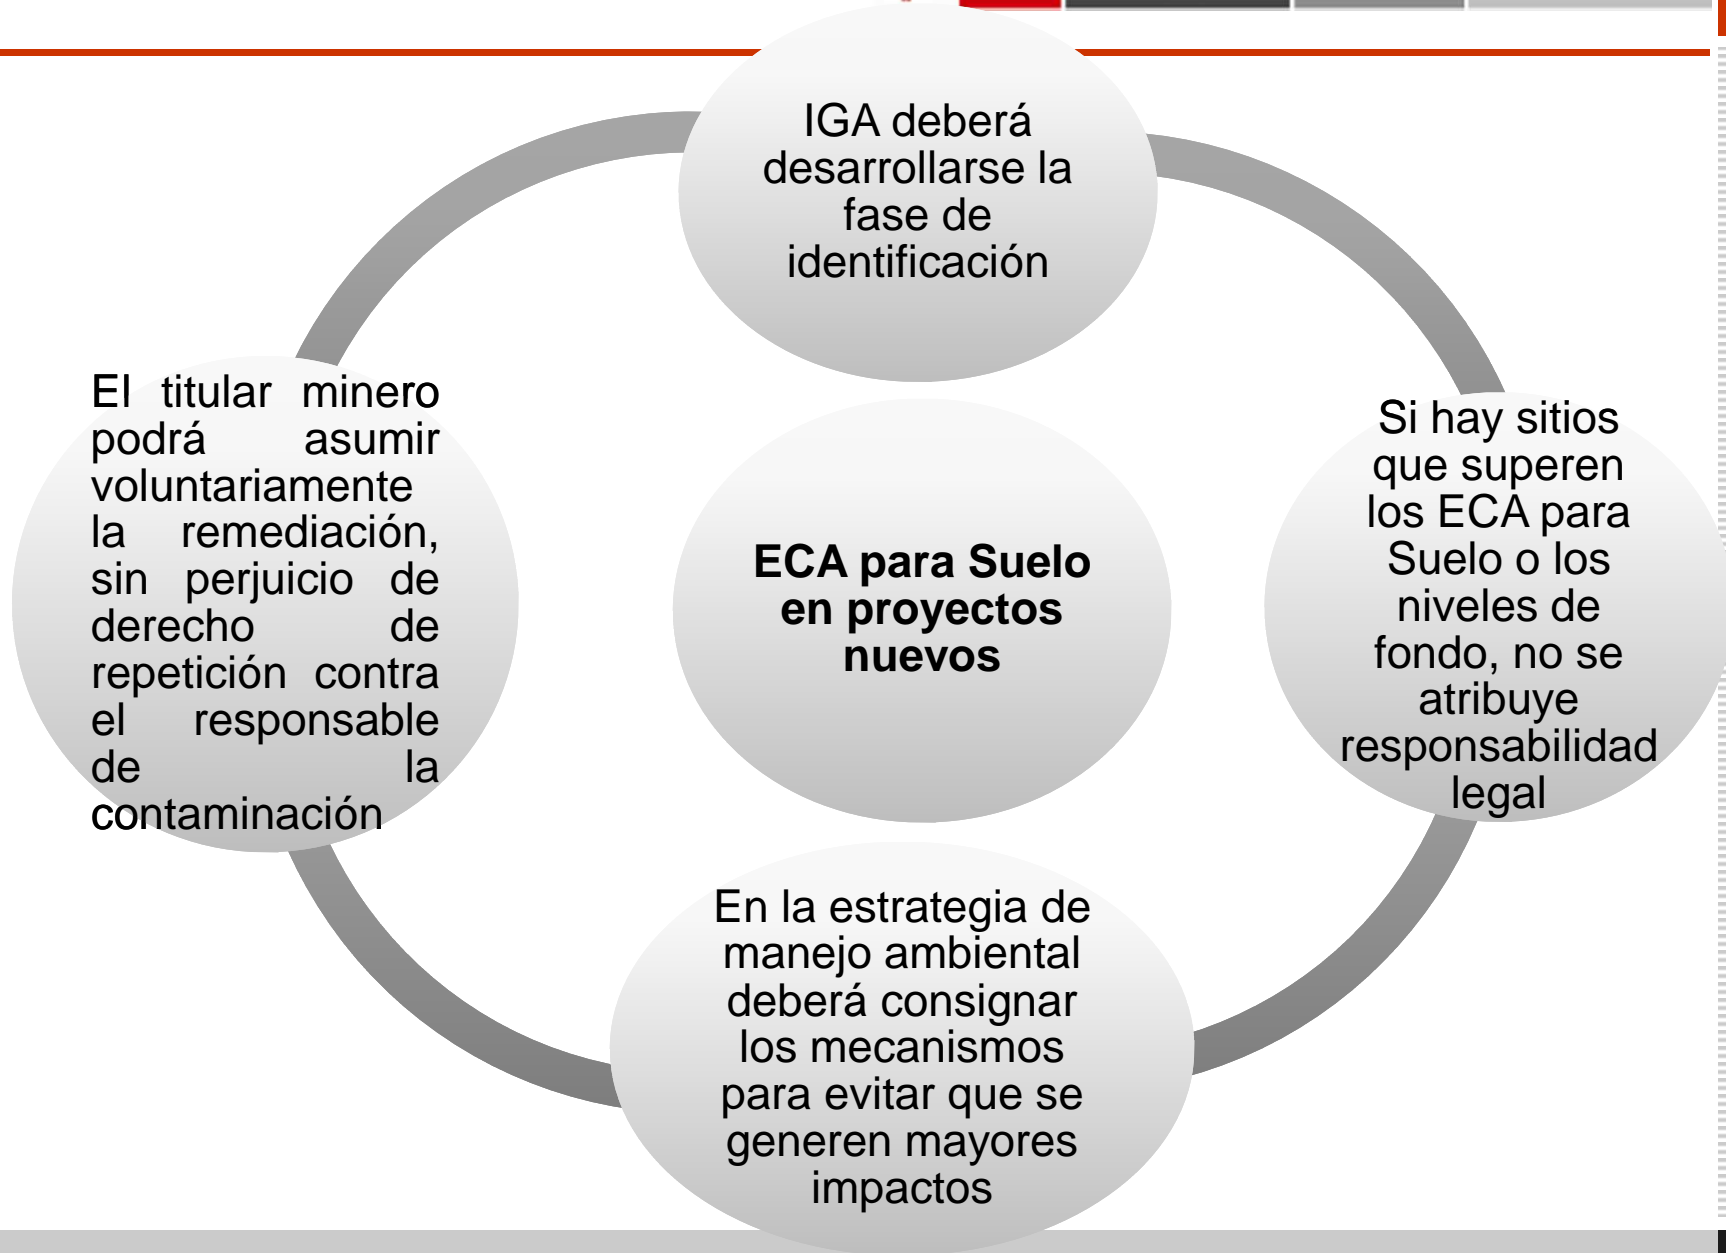 IGA deberá
desarrollarse la
fase de
identificación
El titular minero
podrá asumir
voluntariamente
la remediación,
sin perjuicio de
derecho de
repetición contra
el responsable
de la
contaminación
ECA para Suelo
en proyectos
nuevos
Si hay sitios
que superen
los ECA para
Suelo o los
niveles de
fondo, no se
atribuye
responsabilidad
legal
En la estrategia de
manejo ambiental
deberá consignar
los mecanismos
para evitar que se
generen mayores
impactos